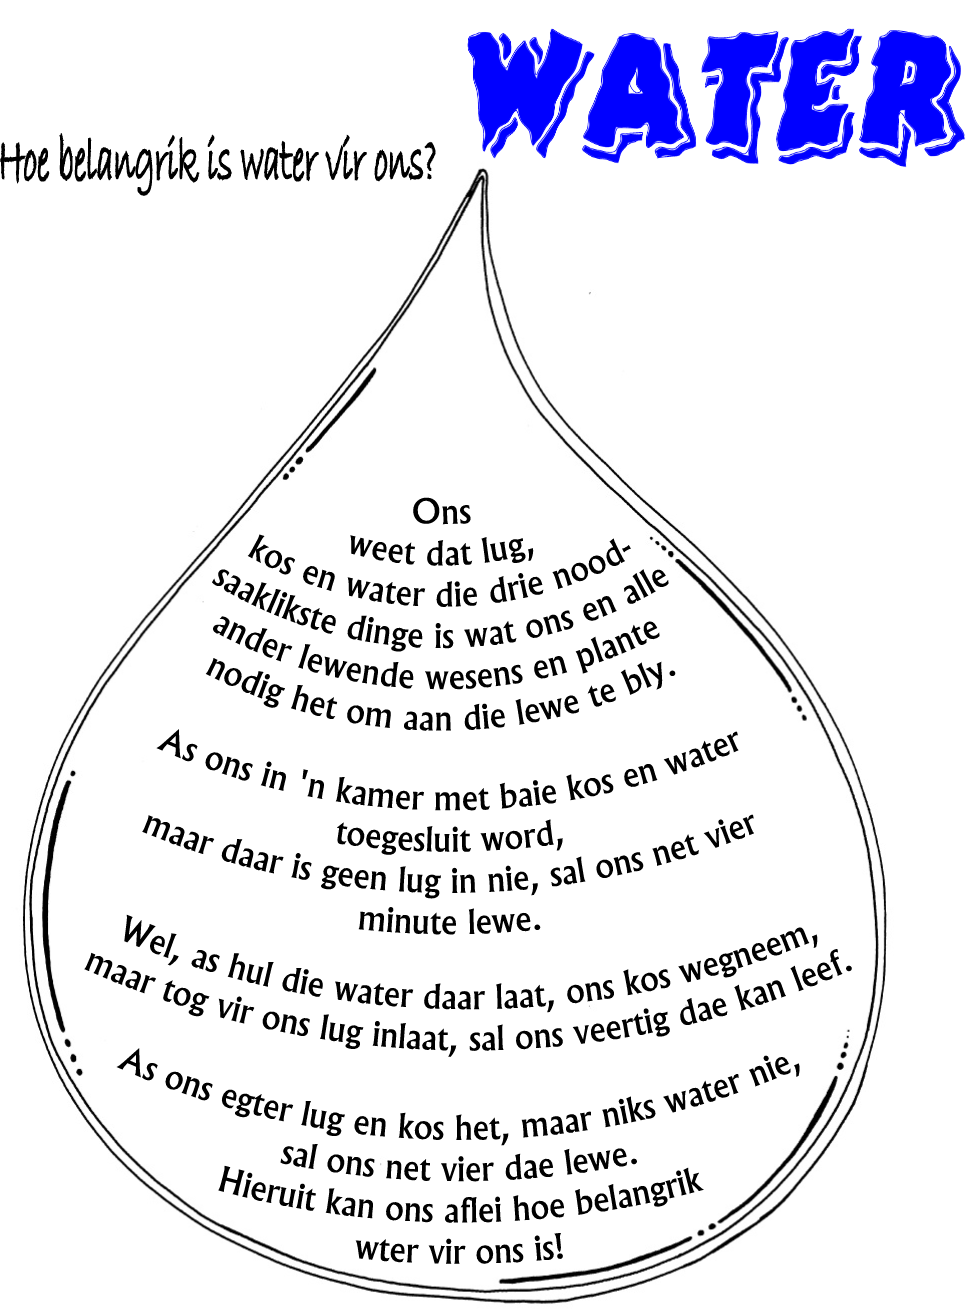 WATER
Hoe belangrik is water vir ons?
Ons
weet dat lug,
kos en water die drie nood-
saaklikste dinge is wat ons en alle
ander lewende wesens en plante
nodig het om aan die lewe te bly.
As ons in 'n kamer met baie kos en water
toegesluit word,
maar daar is geen lug in nie, sal ons net vier
minute lewe.
Wel, as hul die water daar laat, ons kos wegneem,
maar tog vir ons lug inlaat, sal ons veertig dae kan leef.
As ons egter lug en kos het, maar niks water nie,
sal ons net vier dae lewe.
Hieruit kan ons aflei hoe belangrik
wter vir ons is!